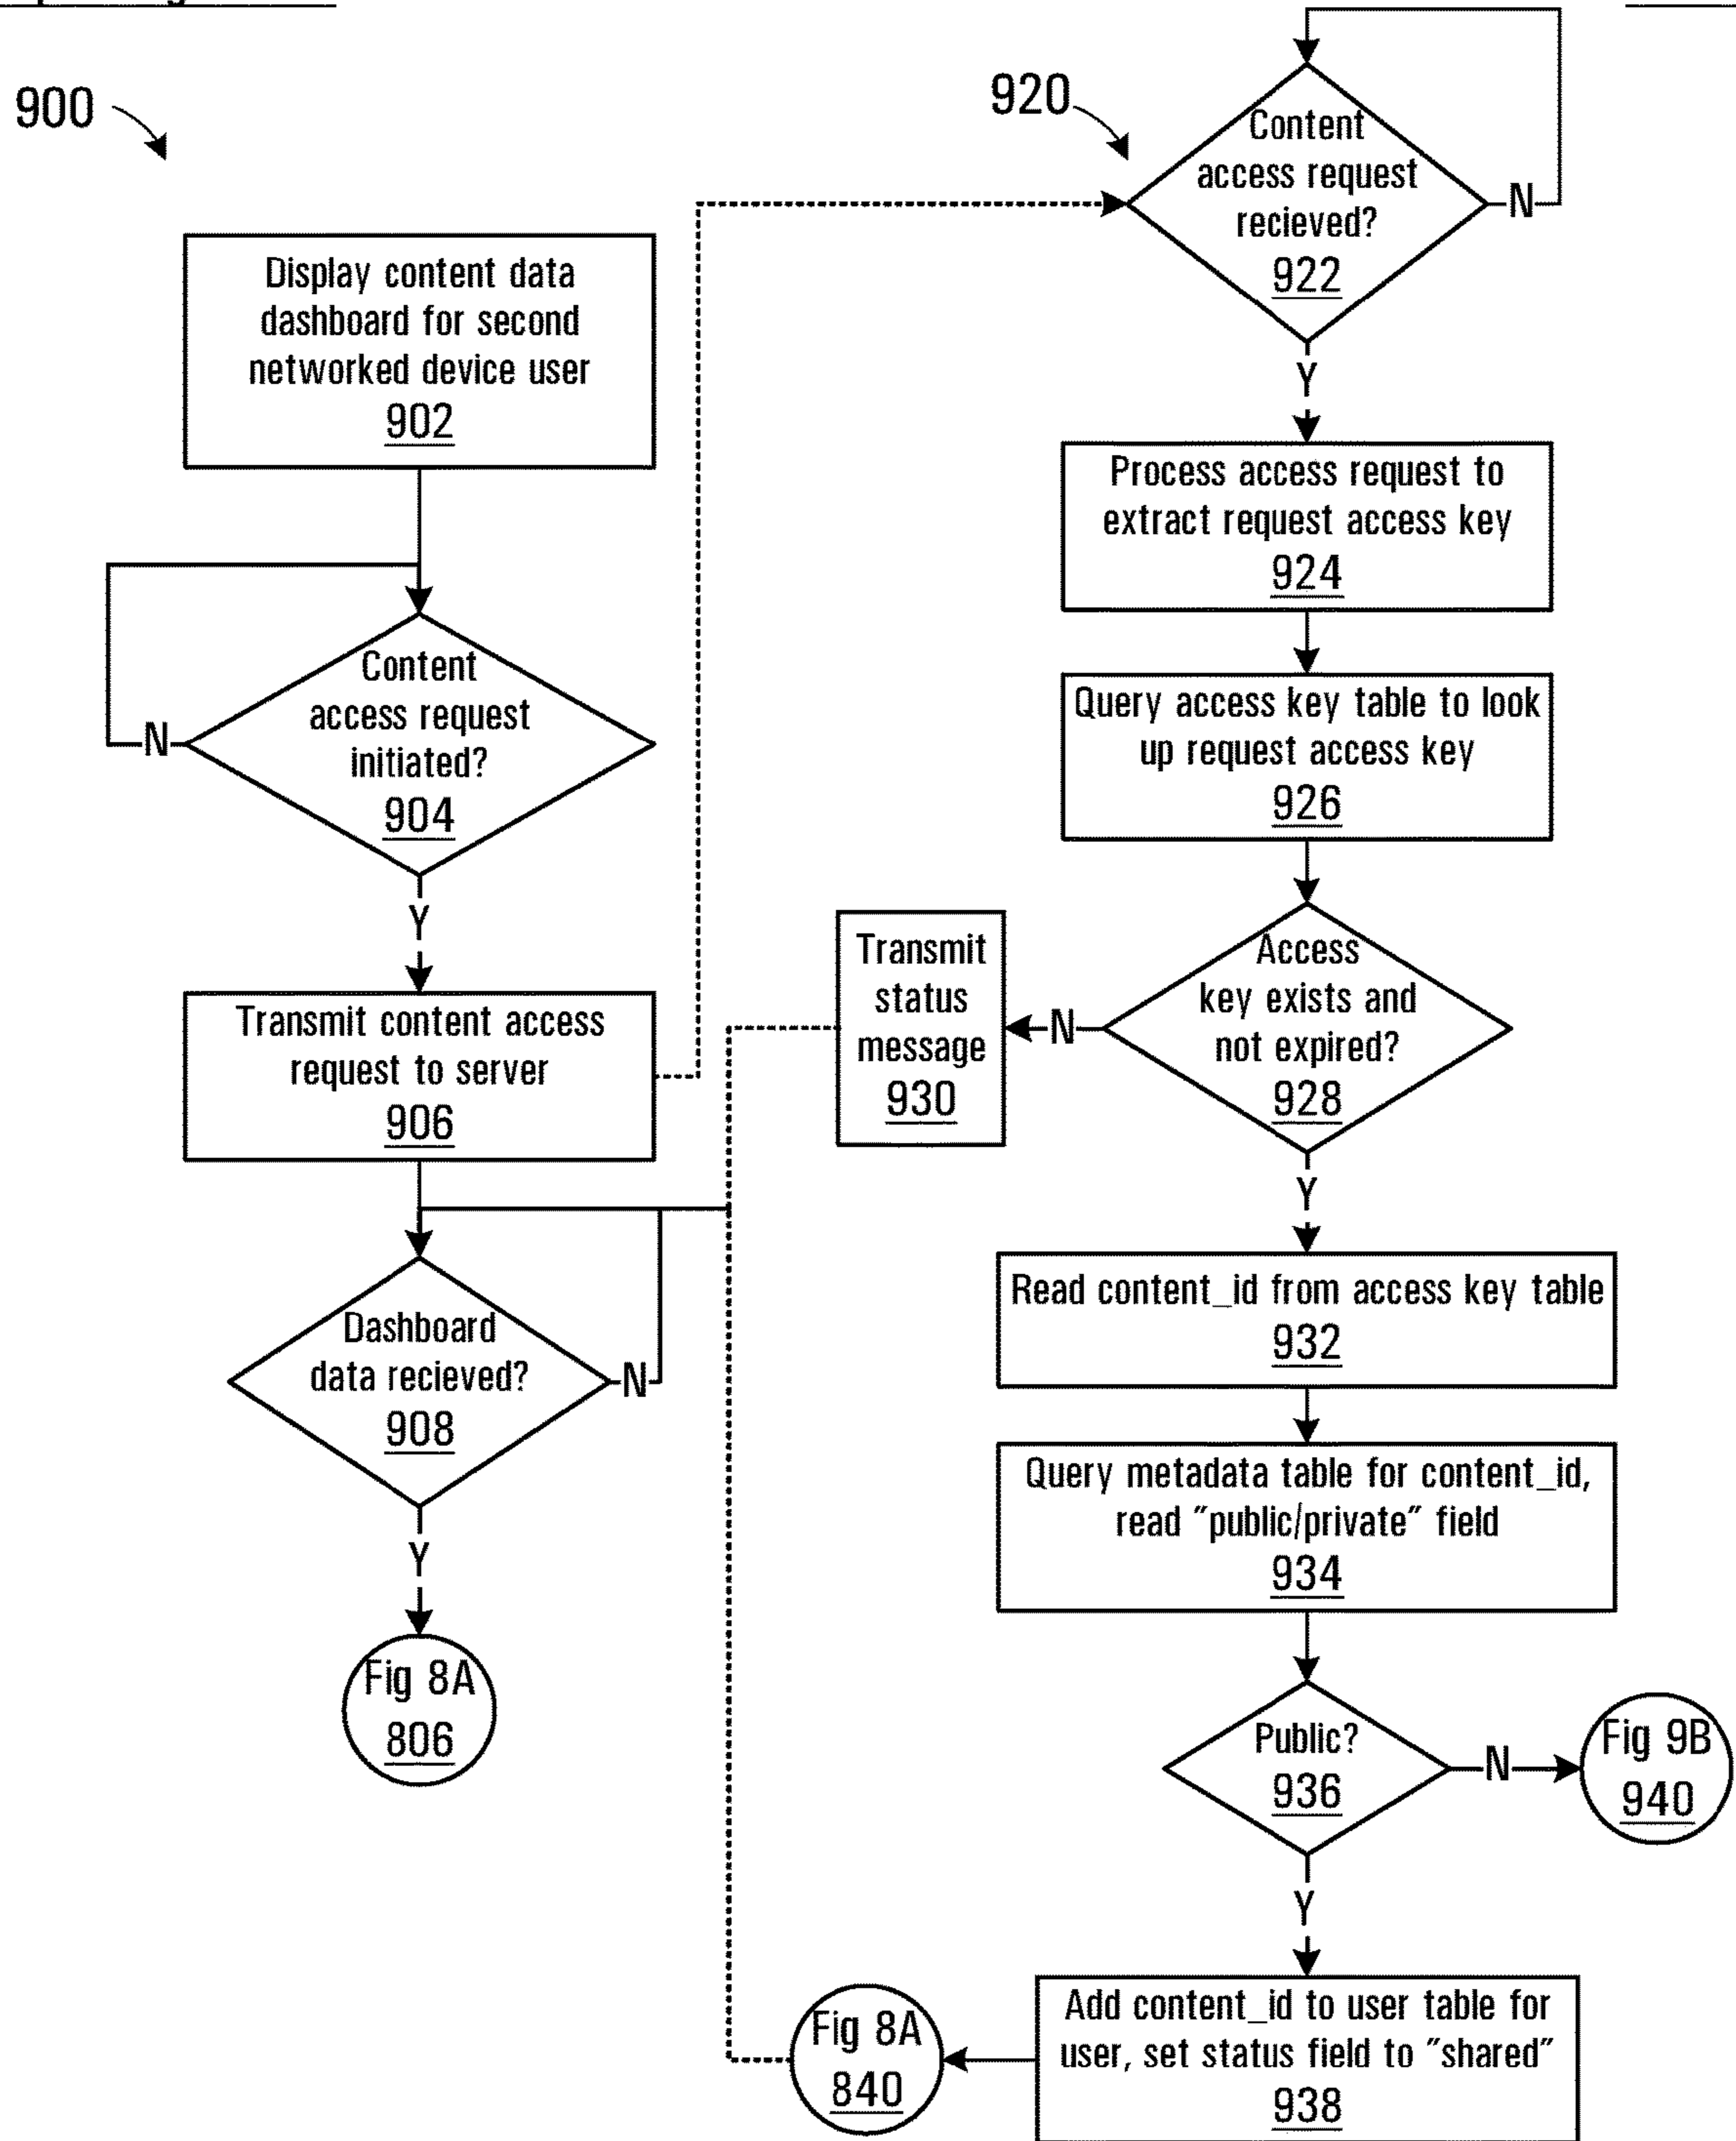 900
Display content data
dashboard for second
networked device user
902
Content
access request
initiated?
904
N
Y
Transmit content access
request to server
906
Dashboard
data recieved?
908
N
Y
Fig 8A
806
920
Content
access request
recieved?
922
N
Y
Process access request to
extract request access key
924
Query access key table to look
up request access key
926
Access
key exists and
not expired?
928
N
Transmit
status
message
930
Y
Read content_id from access key table
932
Query metadata table for content_id,
read "public/private" field
934
Public?
936
N
Fig 9B
940
Y
Add content_id to user table for
user, set status field to "shared"
938
Fig 8A
840